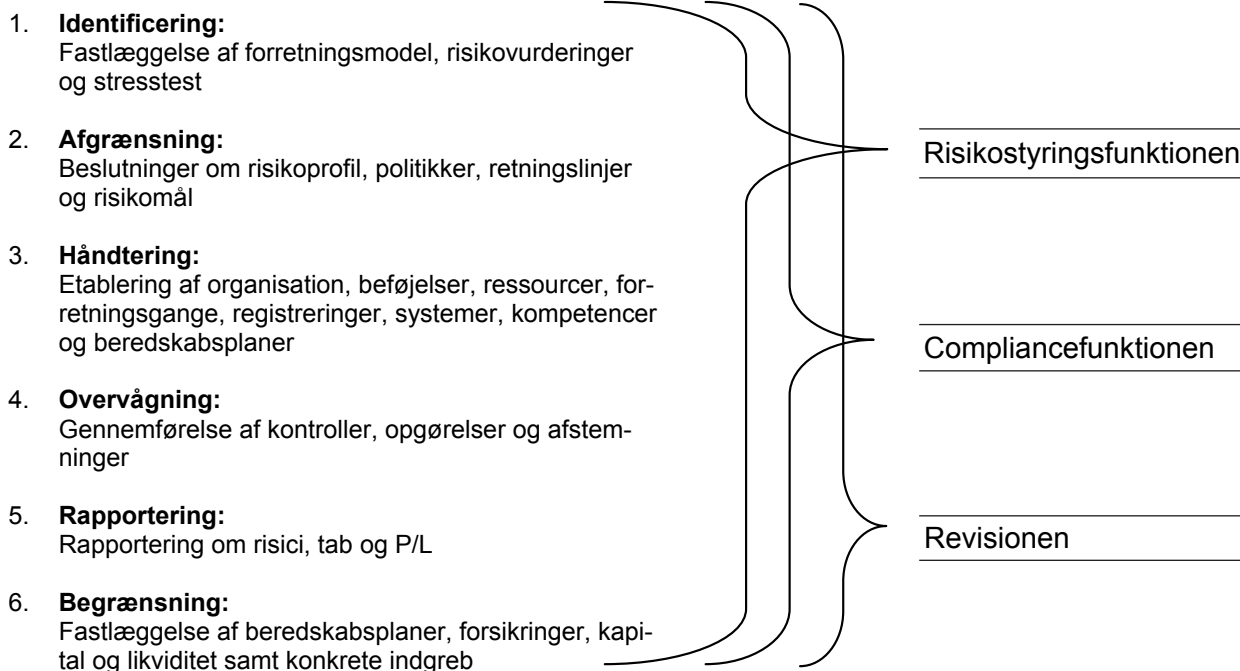 1. Identificering:
Fastlæggelse af forretningsmodel, risikovurderinger
og stresstest
2. Afgrænsning:
Beslutninger om risikoprofil, politikker, retningslinjer
og risikomål
3. Håndtering:
Etablering af organisation, beføjelser, ressourcer, for-
retningsgange, registreringer, systemer, kompetencer
og beredskabsplaner
4. Overvågning:
Gennemførelse af kontroller, opgørelser og afstem-
ninger
5. Rapportering:
Rapportering om risici, tab og P/L
6. Begrænsning:
Fastlæggelse af beredskabsplaner, forsikringer, kapi-
tal og likviditet samt konkrete indgreb
Risikostyringsfunktionen
Compliancefunktionen
Revisionen